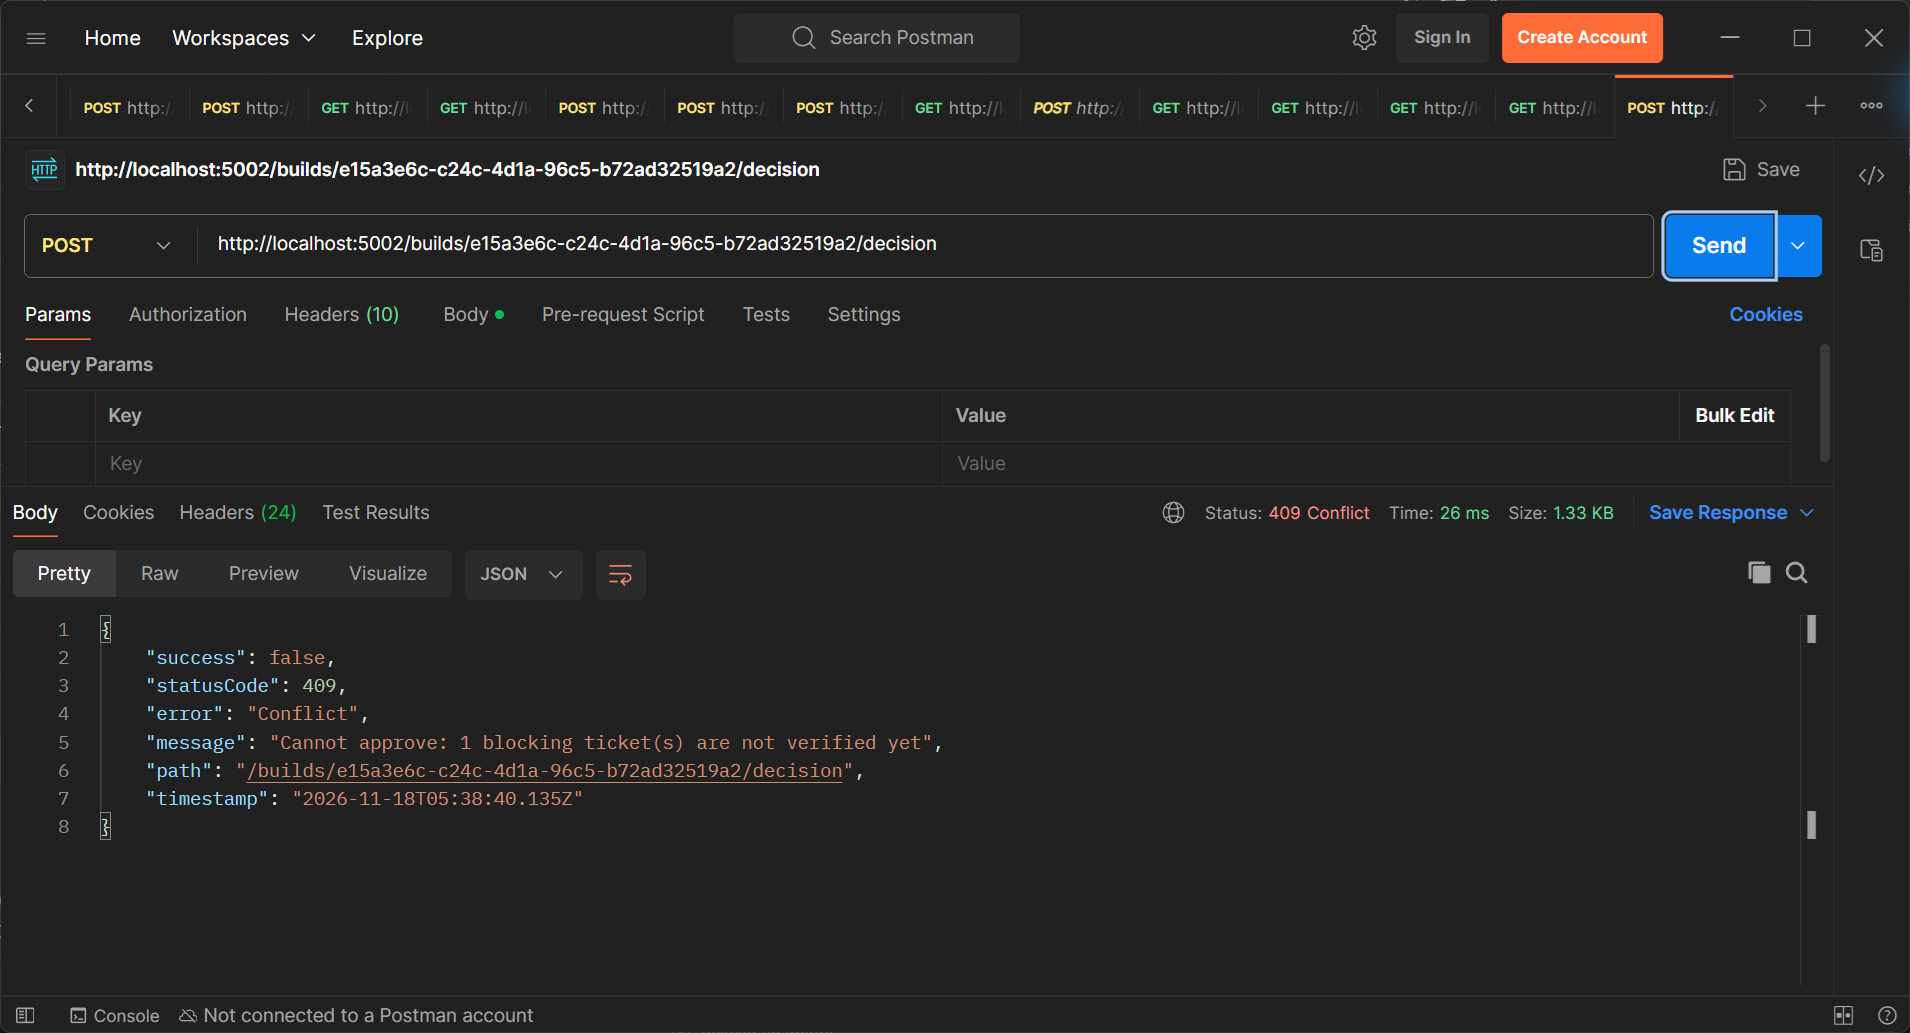 Home Workspaces Explore Search Postman Sign In Create Account
POST http:/ POST http:/ GET http:// GET http:// POST http:/ POST http:/ POST http:/ GET http:// POST http:/ GET http:// GET http:// GET http:// GET http:// POST http:/
HTTP http://localhost:5002/builds/e15a3e6c-c24c-4d1a-96c5-b72ad32519a2/decision Save
POST http://localhost:5002/builds/e15a3e6c-c24c-4d1a-96c5-b72ad32519a2/decision Send
Params Authorization Headers (10) Body Pre-request Script Tests Settings Cookies
Query Params
Key Value Bulk Edit
Key Value
Body Cookies Headers (24) Test Results Status: 409 Conflict Time: 26 ms Size: 1.33 KB Save Response
Pretty Raw Preview Visualize JSON
1 {
2 "success": false,
3 "statusCode": 409,
4 "error": "Conflict",
5 "message": "Cannot approve: 1 blocking ticket(s) are not verified yet",
6 "path": "/builds/e15a3e6c-c24c-4d1a-96c5-b72ad32519a2/decision",
7 "timestamp": "2026-11-18T05:38:40.135Z"
8 }
Console Not connected to a Postman account